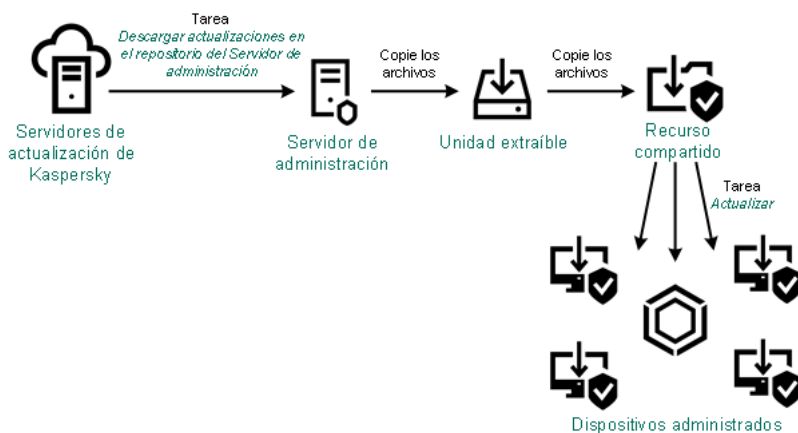 Tarea
Descargar actualizaciones en
el repositorio del Servidor de
administración
Servidores de
actualización de
Kaspersky
Copie los
archivos
Servidor de
administración
Unidad extraíble
Copie los
archivos
Recurso
compartido
Tarea
Actualizar
Dispositivos administrados